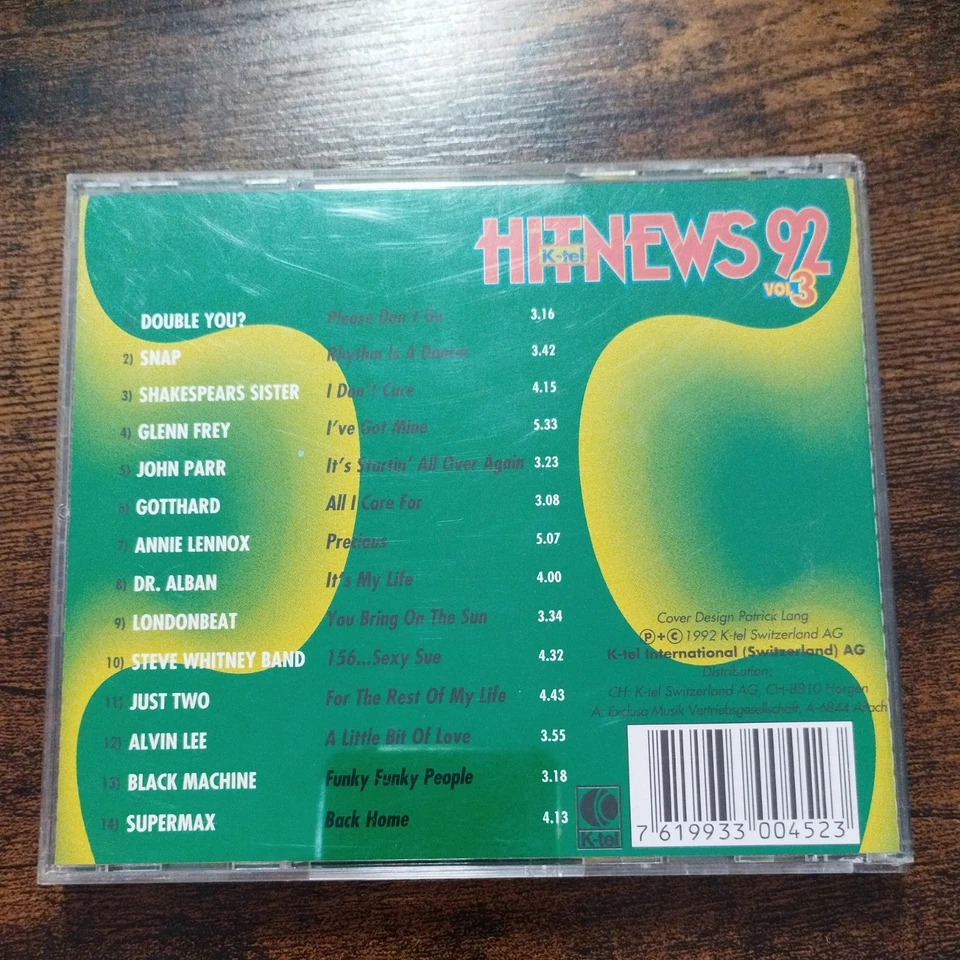 HITNEWS 92
K-tel
VOL. 3
DOUBLE YOU? Please Don't Go 3.16
2) SNAP Rhythm Is A Dancer 3.42
3) SHAKESPEARS SISTER I Don't Care 4.15
4) GLENN FREY I've Got Mine 5.33
5) JOHN PARR It's Startin' All Over Again 3.23
6) GOTTHARD All I Care For 3.08
7) ANNIE LENNOX Precious 5.07
8) DR. ALBAN It's My Life 4.00
9) LONDONBEAT You Bring On The Sun 3.34
10) STEVE WHITNEY BAND 156...Sexy Sue 4.32
11) JUST TWO For The Rest Of My Life 4.43
12) ALVIN LEE A Little Bit Of Love 3.55
13) BLACK MACHINE Funky Funky People 3.18
14) SUPERMAX Back Home 4.13
Cover Design Patrick Lang
℗+© 1992 K-tel Switzerland AG
K-tel International (Switzerland) AG
Distribution:
CH: K-tel Switzerland AG, CH-8810 Horgen
A: Exclusa Musik Vertriebsgesellschaft, A-6844 Altach
K-tel
7 619933 004523